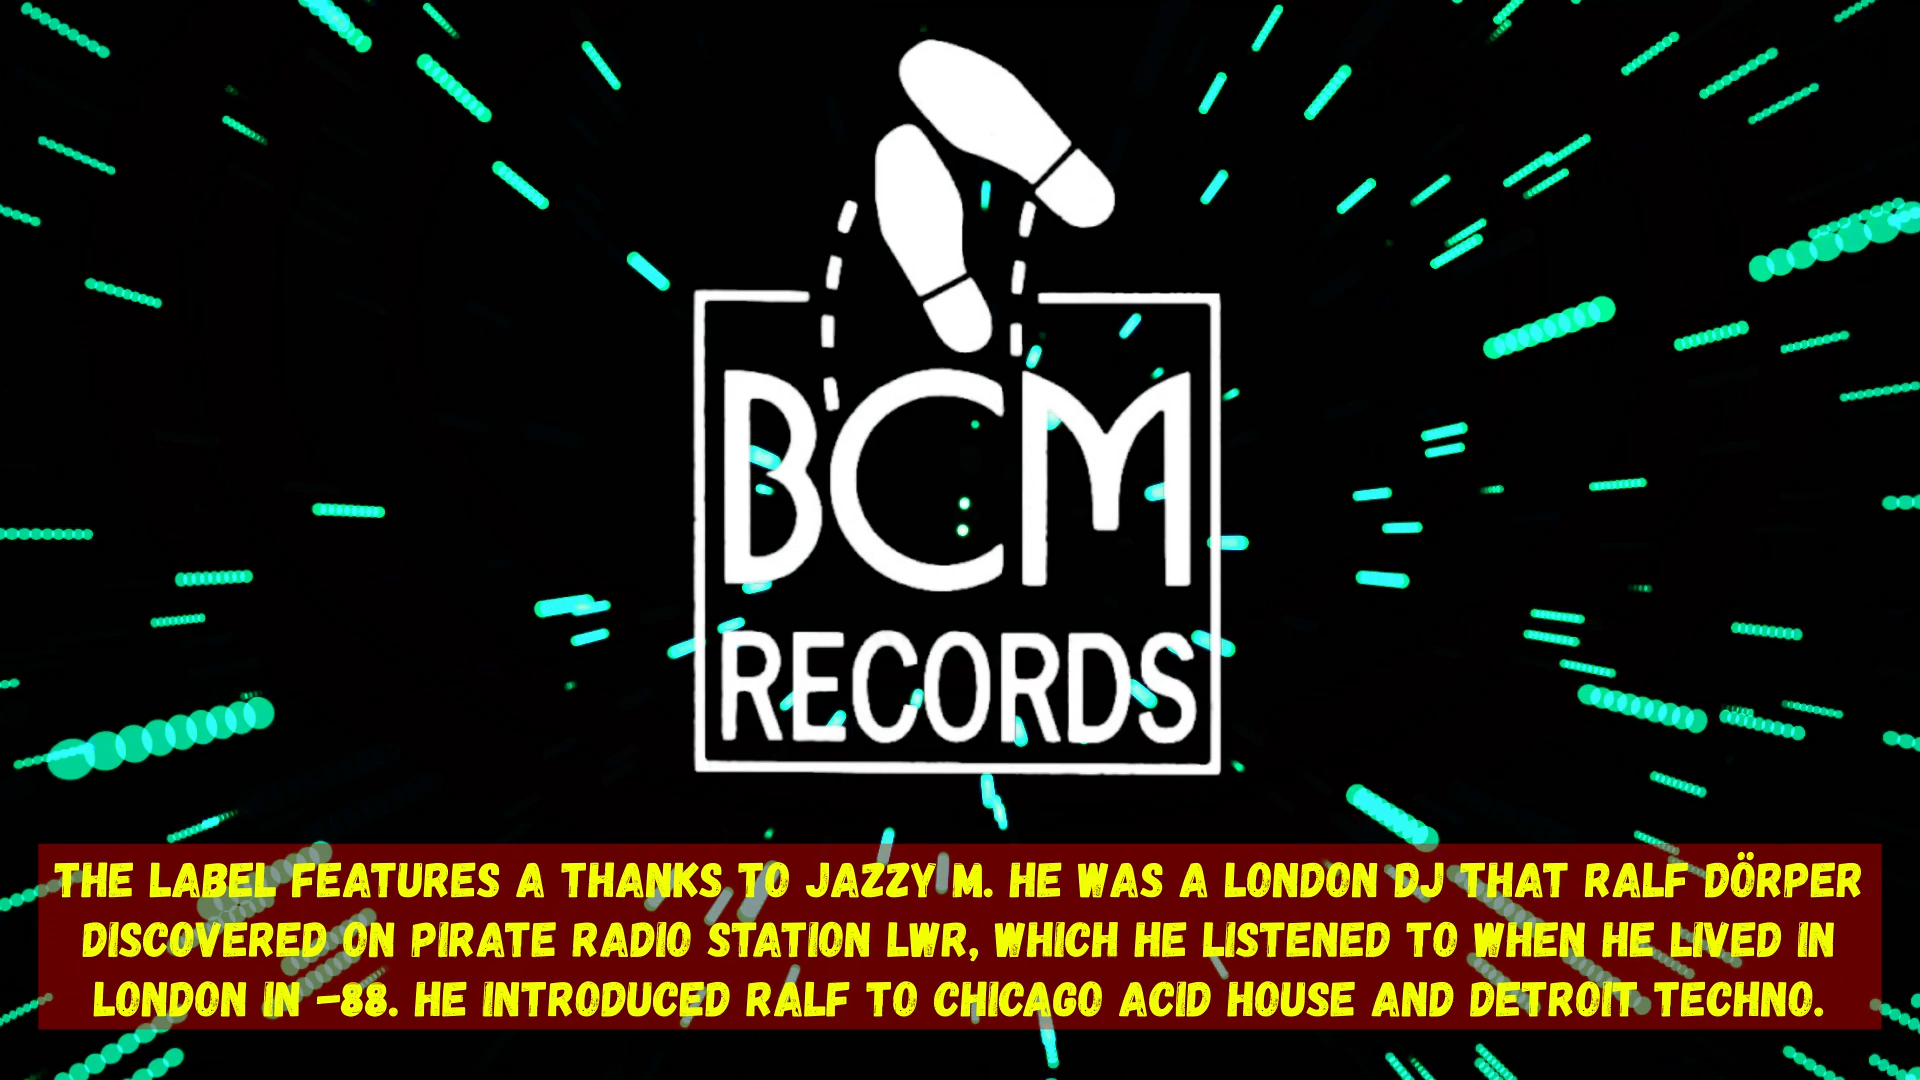 BCM
RECORDS
THE LABEL FEATURES A THANKS TO JAZZY M. HE WAS A LONDON DJ THAT RALF DÖRPER
DISCOVERED ON PIRATE RADIO STATION LWR, WHICH HE LISTENED TO WHEN HE LIVED IN
LONDON IN -88. HE INTRODUCED RALF TO CHICAGO ACID HOUSE AND DETROIT TECHNO.